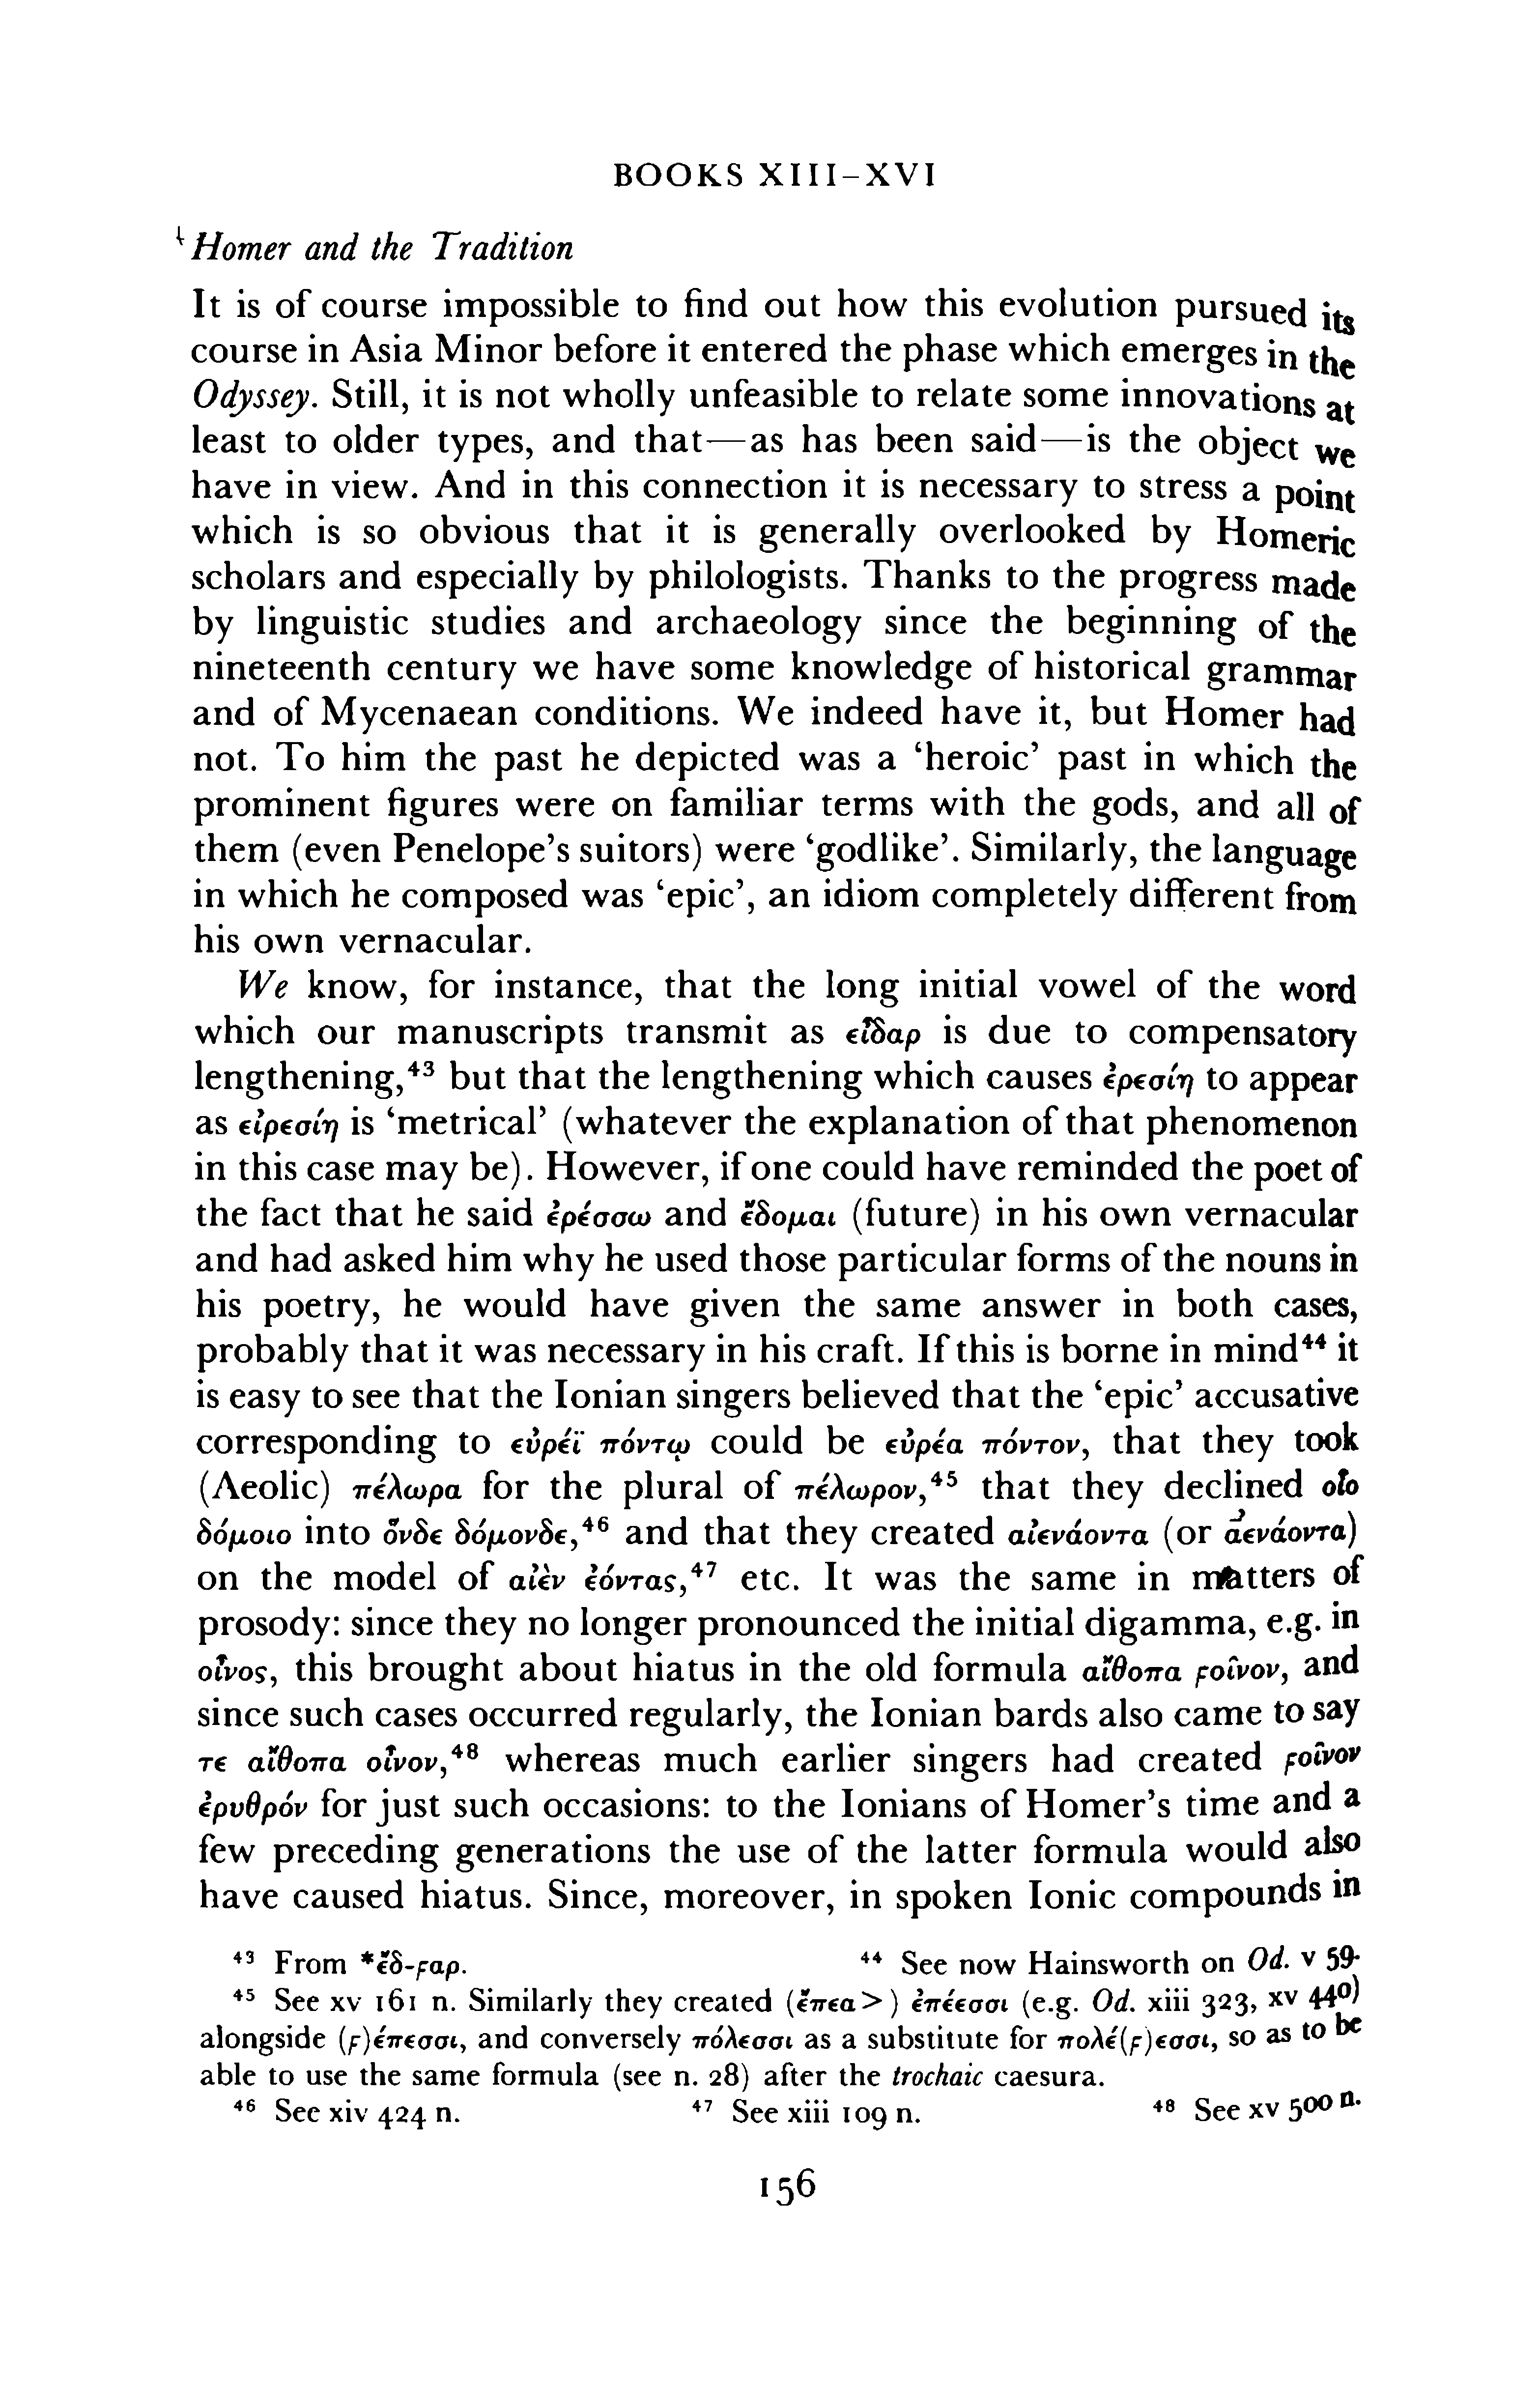 BOOKS XIII–XVI
Homer and the Tradition
It is of course impossible to find out how this evolution pursued its
course in Asia Minor before it entered the phase which emerges in the
Odyssey. Still, it is not wholly unfeasible to relate some innovations at
least to older types, and that—as has been said—is the object we
have in view. And in this connection it is necessary to stress a point
which is so obvious that it is generally overlooked by Homeric
scholars and especially by philologists. Thanks to the progress made
by linguistic studies and archaeology since the beginning of the
nineteenth century we have some knowledge of historical grammar
and of Mycenaean conditions. We indeed have it, but Homer had
not. To him the past he depicted was a ‘heroic’ past in which the
prominent figures were on familiar terms with the gods, and all of
them (even Penelope’s suitors) were ‘godlike’. Similarly, the language
in which he composed was ‘epic’, an idiom completely different from
his own vernacular.
We know, for instance, that the long initial vowel of the word
which our manuscripts transmit as εἶδαρ is due to compensatory
lengthening,⁴³ but that the lengthening which causes ἐρεσίη to appear
as εἰρεσίη is ‘metrical’ (whatever the explanation of that phenomenon
in this case may be). However, if one could have reminded the poet of
the fact that he said ἐρέσσω and ἔδομαι (future) in his own vernacular
and had asked him why he used those particular forms of the nouns in
his poetry, he would have given the same answer in both cases,
probably that it was necessary in his craft. If this is borne in mind⁴⁴ it
is easy to see that the Ionian singers believed that the ‘epic’ accusative
corresponding to εὐρέϊ πόντῳ could be εὐρέα πόντον, that they took
(Aeolic) πέλωρα for the plural of πέλωρον,⁴⁵ that they declined οἷο
δόμοιο into ὅνδε δόμονδε,⁴⁶ and that they created αἰενάοντα (or ἀενάοντα)
on the model of αἰὲν ἐόντας,⁴⁷ etc. It was the same in matters of
prosody: since they no longer pronounced the initial digamma, e.g. in
οἶνος, this brought about hiatus in the old formula αἴθοπα ϝοῖνον, and
since such cases occurred regularly, the Ionian bards also came to say
τε αἴθοπα οἶνον,⁴⁸ whereas much earlier singers had created ϝοῖνον
ἐρυθρόν for just such occasions: to the Ionians of Homer’s time and a
few preceding generations the use of the latter formula would also
have caused hiatus. Since, moreover, in spoken Ionic compounds in
⁴³ From *ἔδ-ϝαρ. ⁴⁴ See now Hainsworth on Od. v 59.
⁴⁵ See xv 161 n. Similarly they created (ἔπεα>) ἐπέεσσι (e.g. Od. xiii 323, xv 440)
alongside (ϝ)έπεσσι, and conversely πόλεσσι as a substitute for πολέ(ϝ)εσσι, so as to be
able to use the same formula (see n. 28) after the trochaic caesura.
⁴⁶ See xiv 424 n. ⁴⁷ See xiii 109 n. ⁴⁸ See xv 500 n.
156